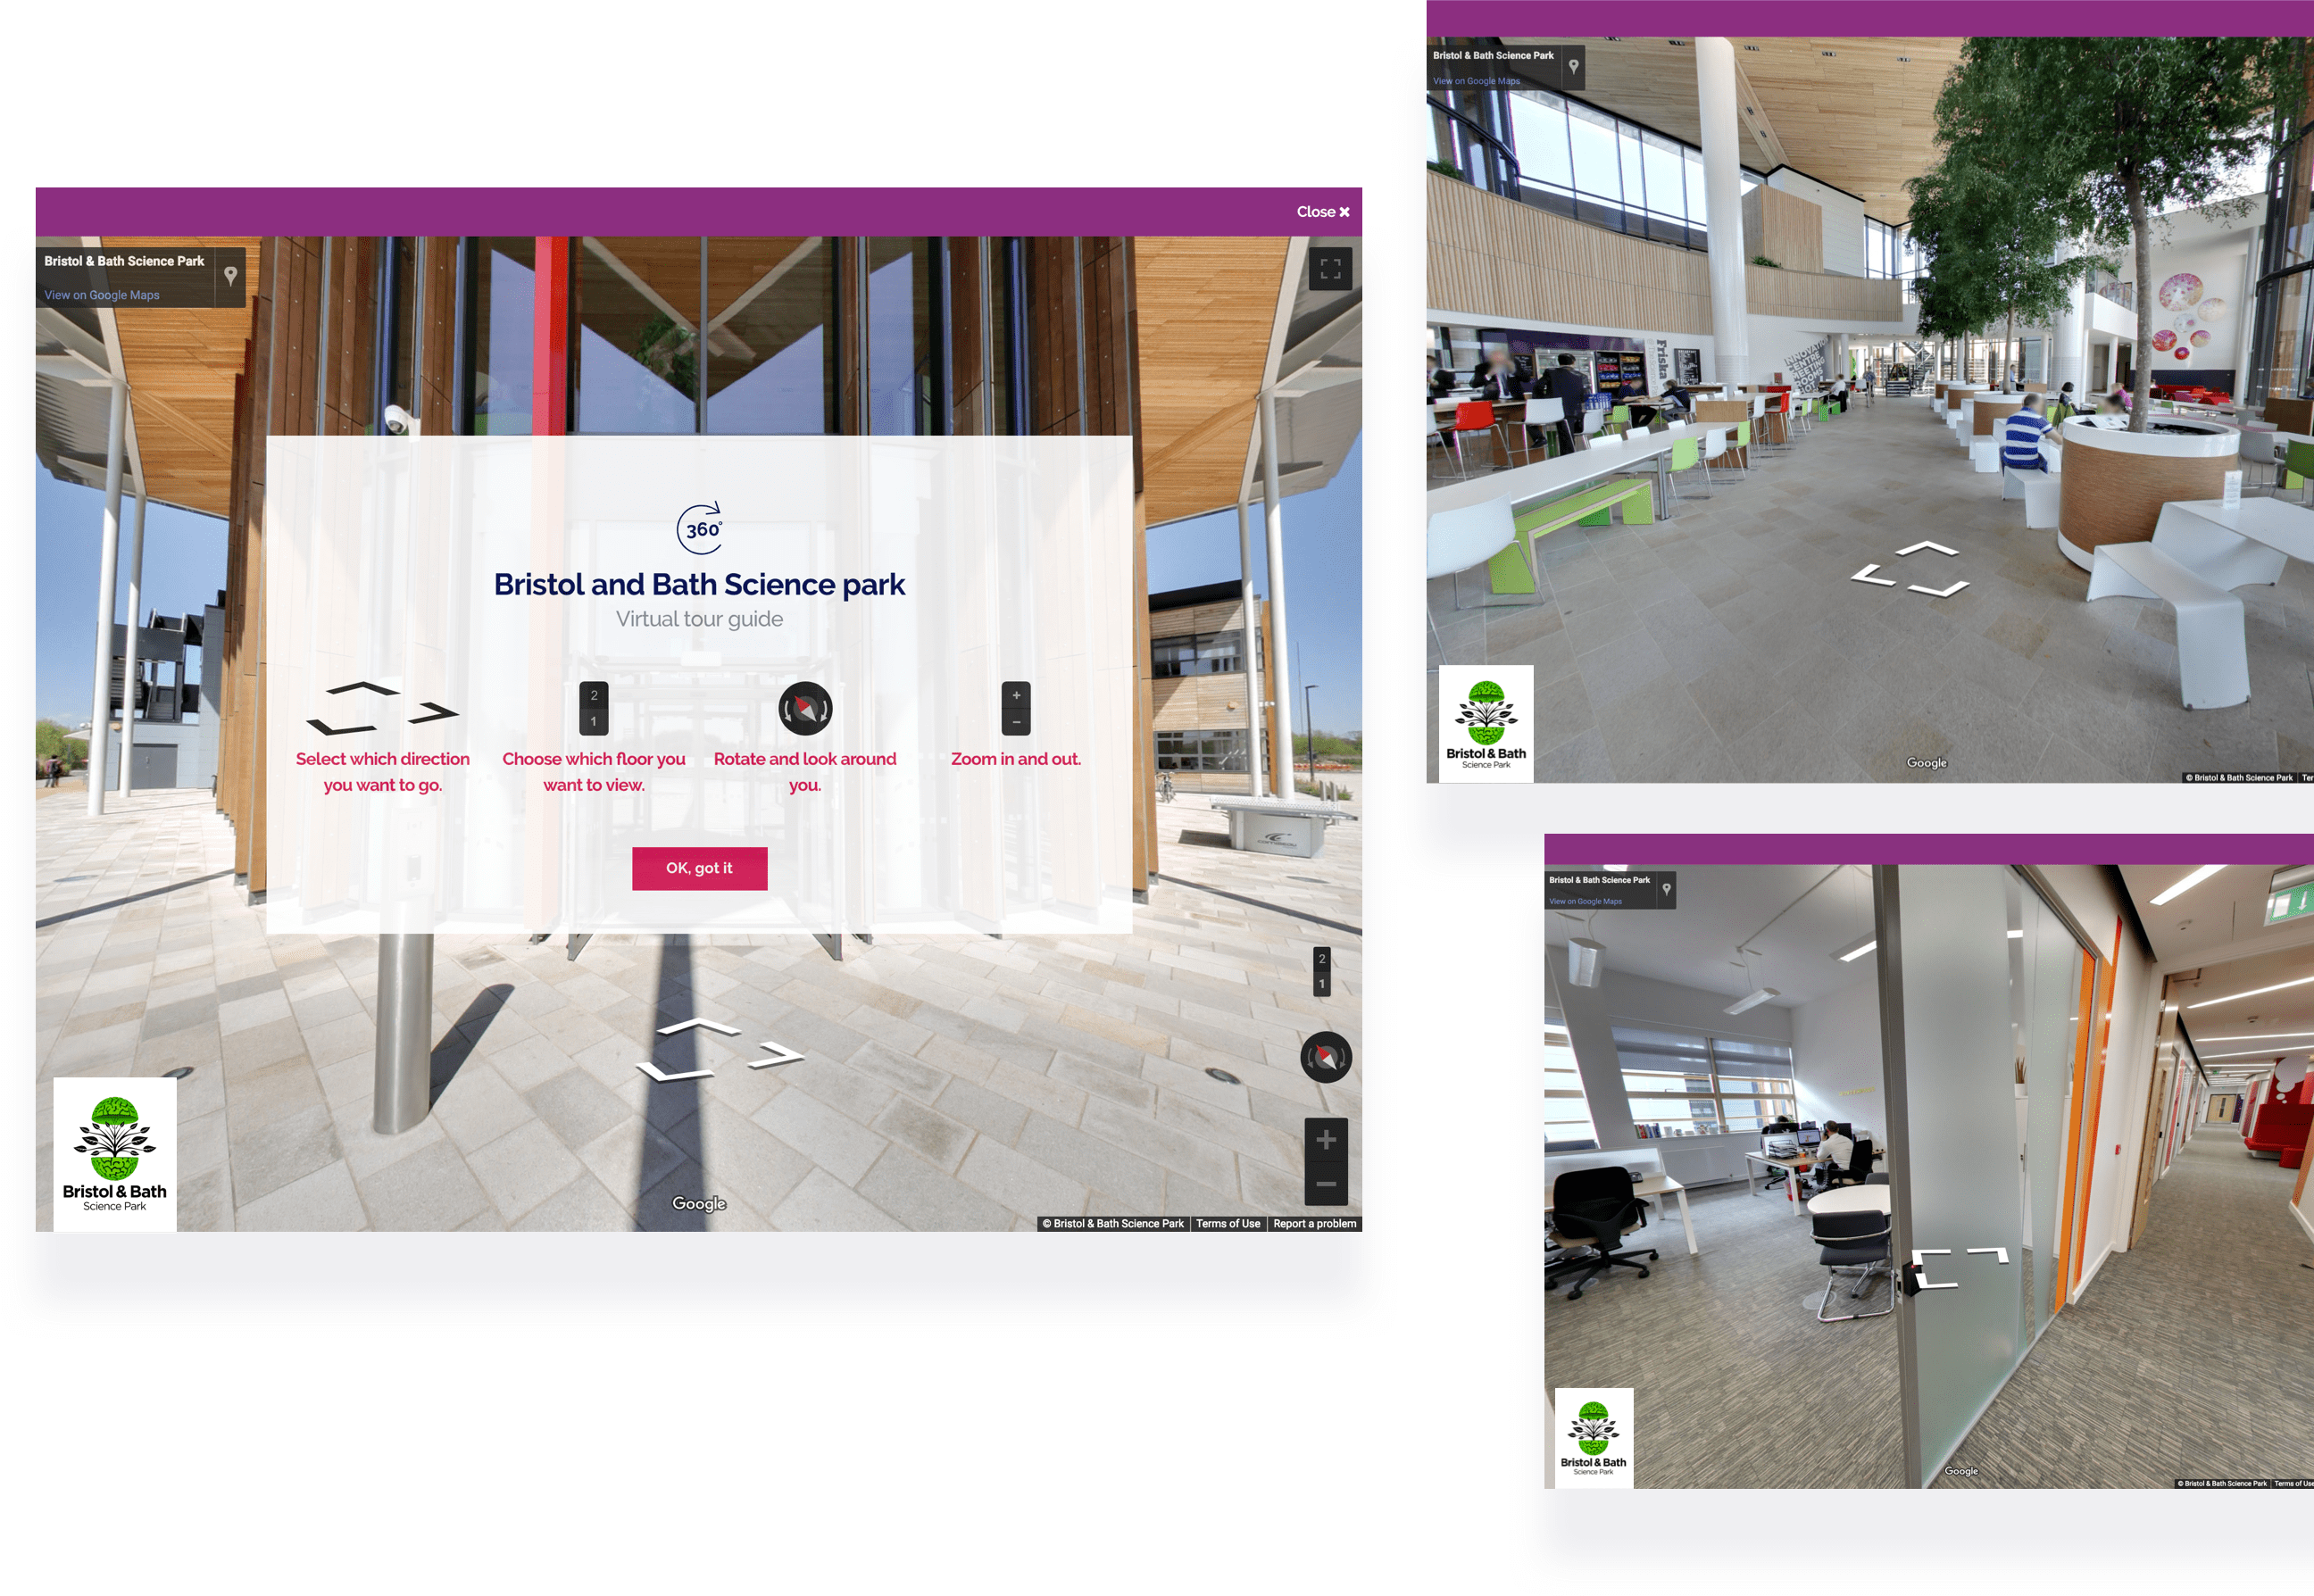 Close ✖
Bristol & Bath Science Park
View on Google Maps
360°
Bristol and Bath Science park
Virtual tour guide
2
1
+
−
Select which direction
you want to go.
Choose which floor you
want to view.
Rotate and look around
you.
Zoom in and out.
OK, got it
2
1
+
−
Bristol & Bath
Science Park
Google
© Bristol & Bath Science Park
Terms of Use
Report a problem
Bristol & Bath Science Park
View on Google Maps
Friska
Bristol & Bath
Science Park
Google
© Bristol & Bath Science Park
Ter
Bristol & Bath Science Park
View on Google Maps
Bristol & Bath
Science Park
Google
© Bristol & Bath Science Park
Terms of Use